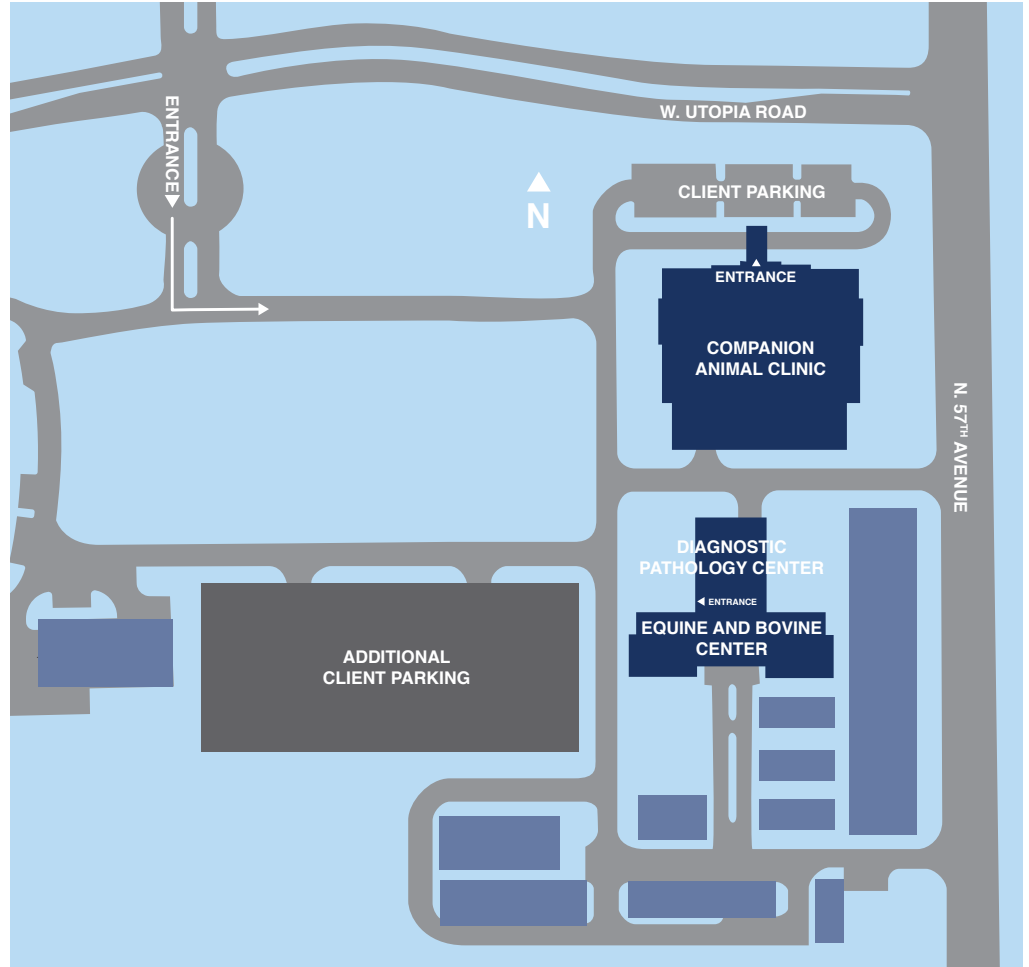 W. UTOPIA ROAD
ENTRANCE
CLIENT PARKING
N
ENTRANCE
COMPANION
ANIMAL CLINIC
N. 57TH AVENUE
DIAGNOSTIC
PATHOLOGY CENTER
ENTRANCE
EQUINE AND BOVINE
CENTER
ADDITIONAL
CLIENT PARKING